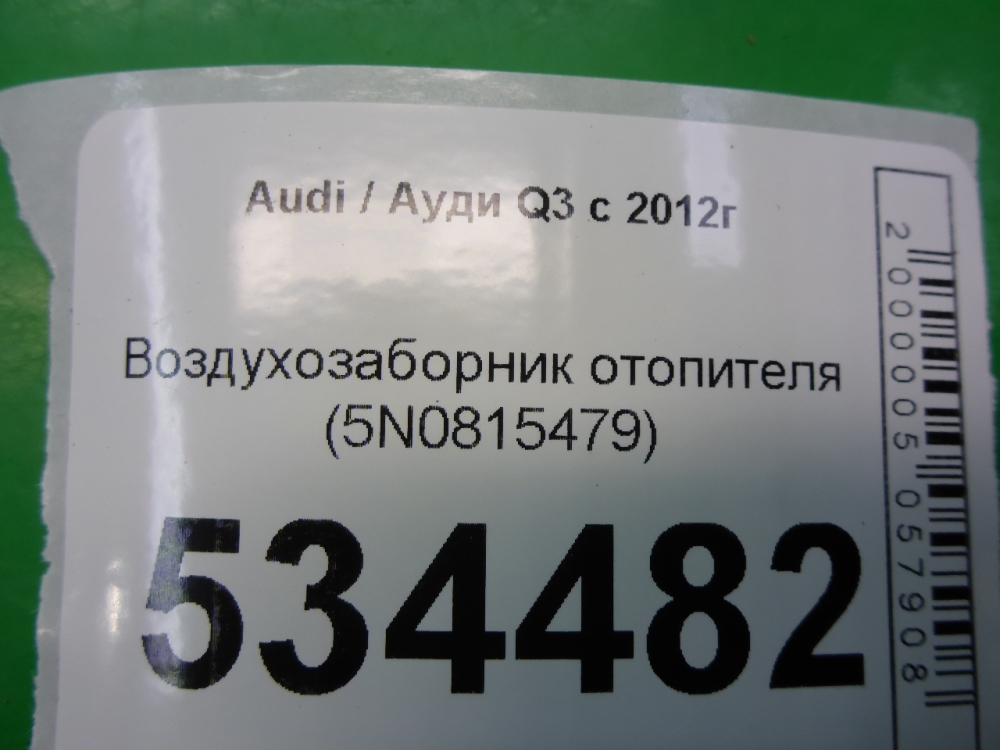 Audi / Ауди Q3 с 2012г
Воздухозаборник отопителя
(5N0815479)
534482
2000005057908